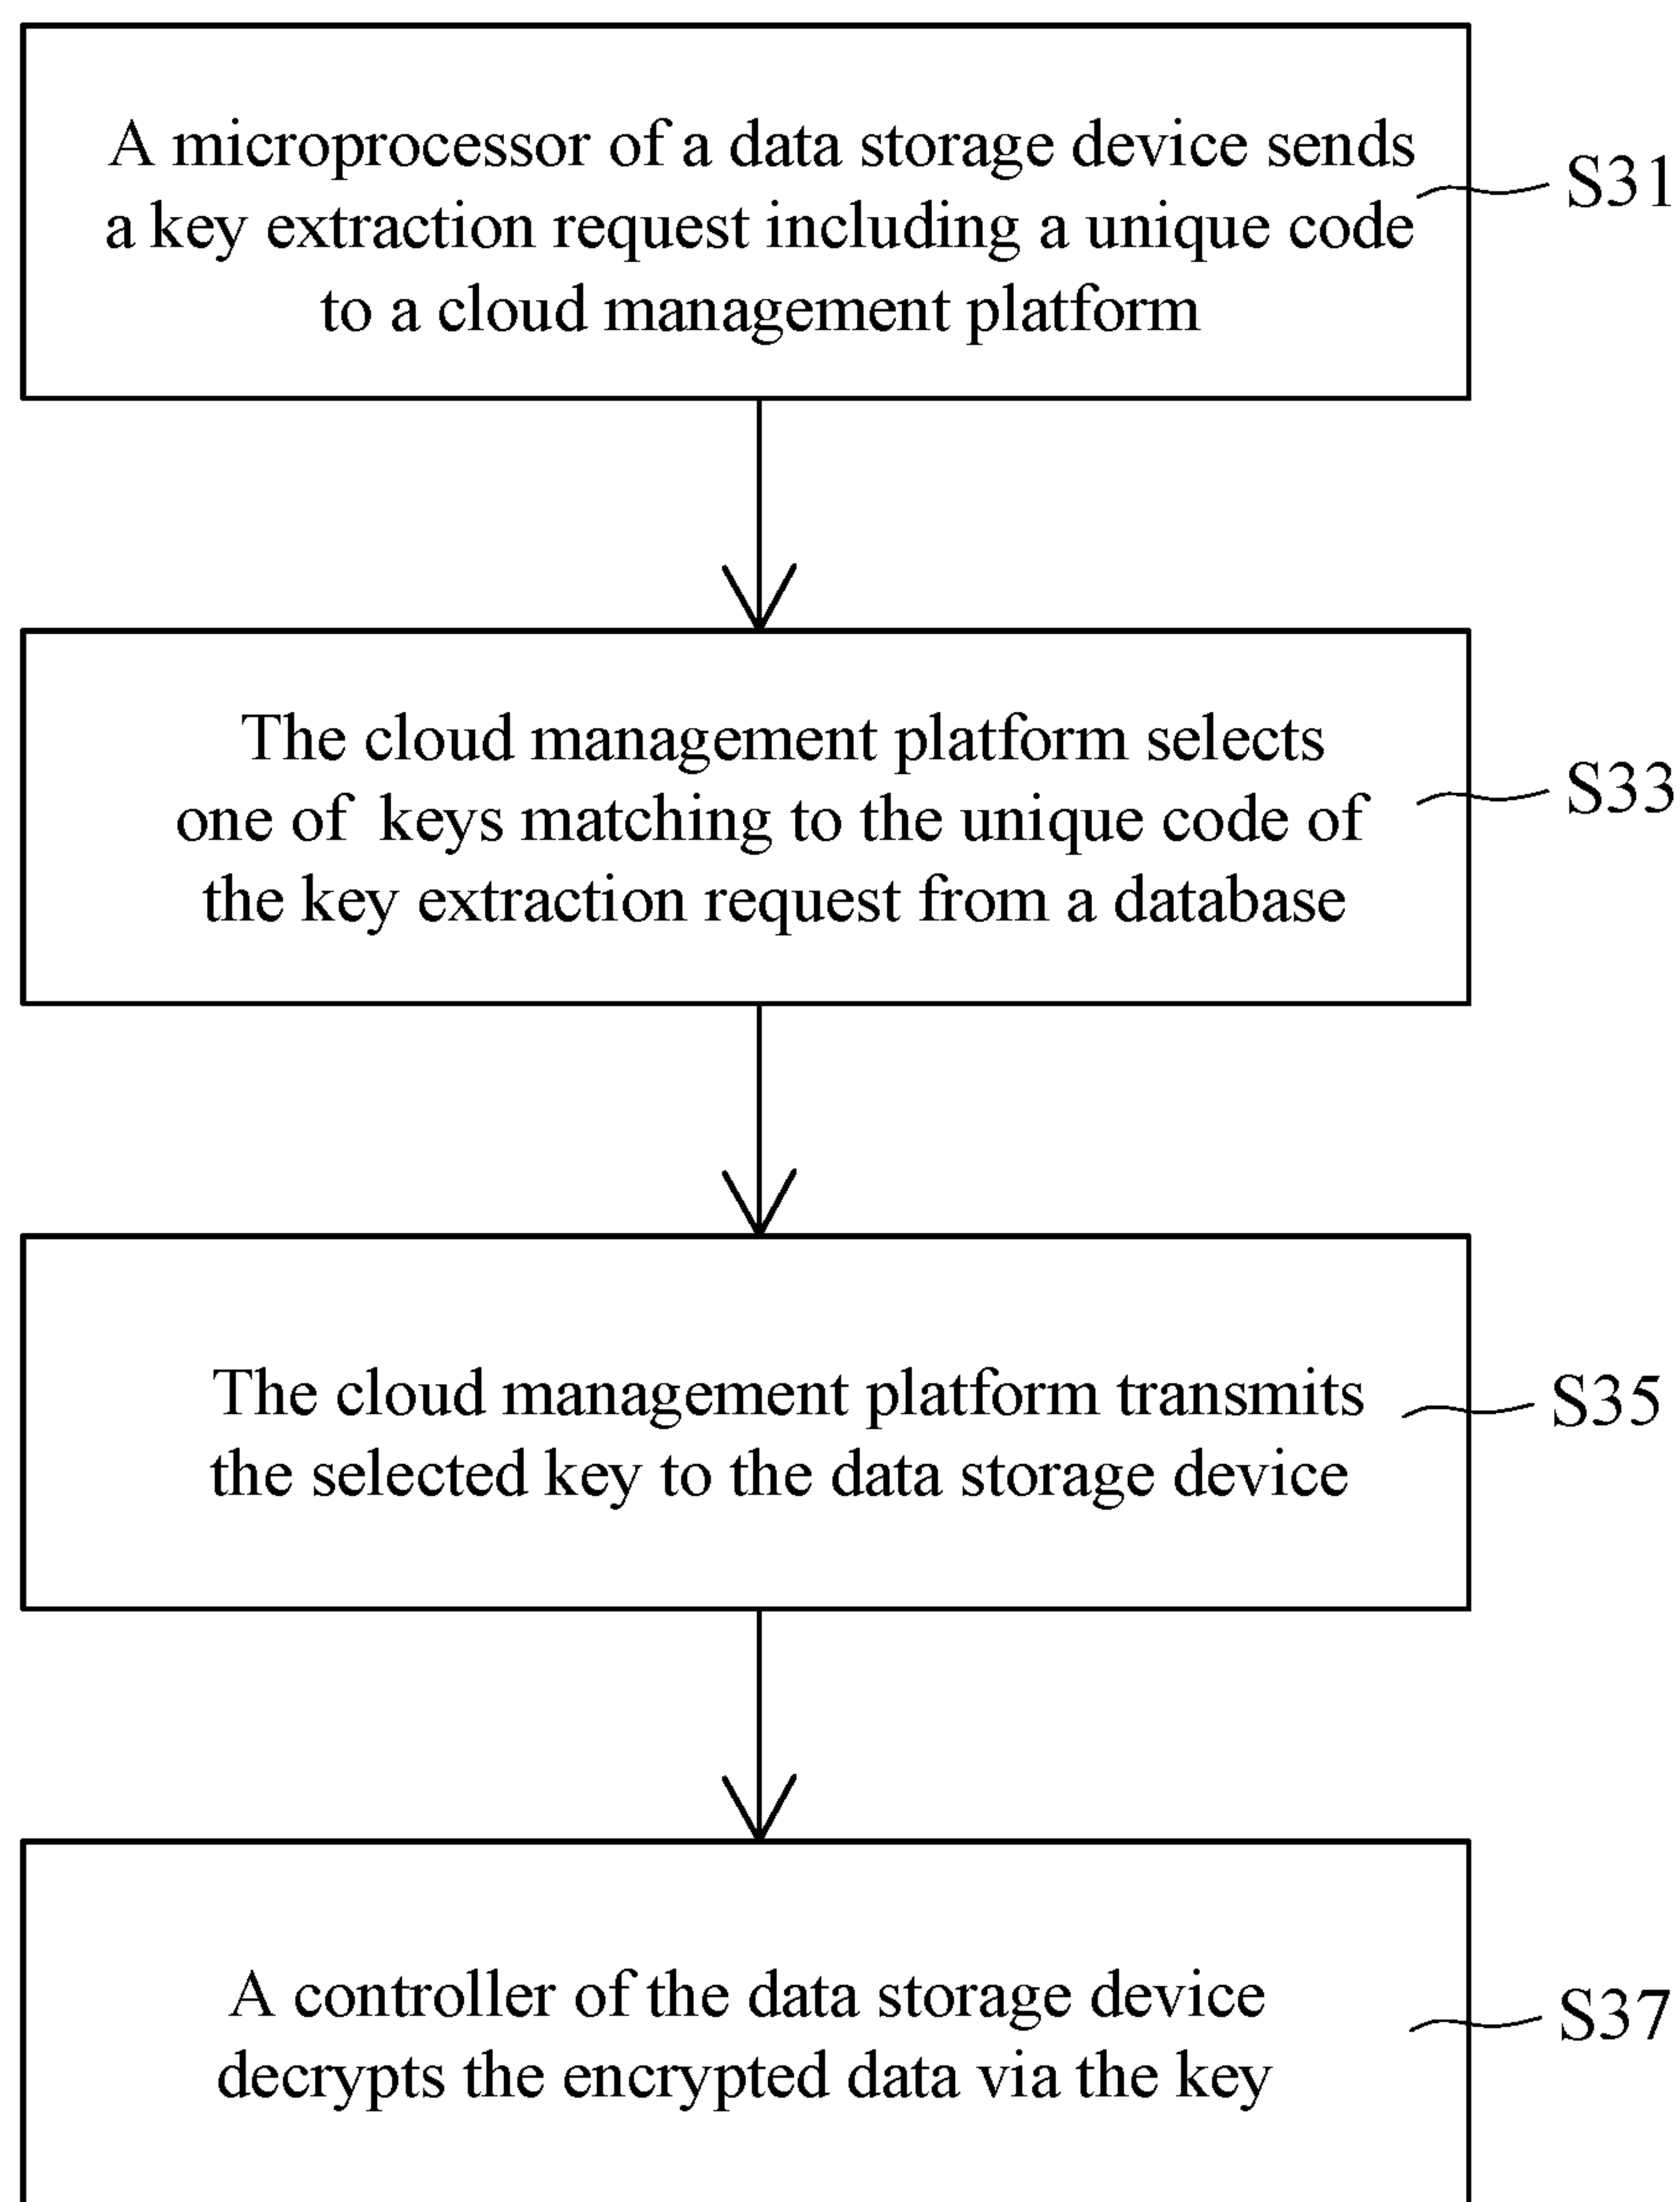 A microprocessor of a data storage device sends
a key extraction request including a unique code
to a cloud management platform
S31
The cloud management platform selects
one of keys matching to the unique code of
the key extraction request from a database
S33
The cloud management platform transmits
the selected key to the data storage device
S35
A controller of the data storage device
decrypts the encrypted data via the key
S37